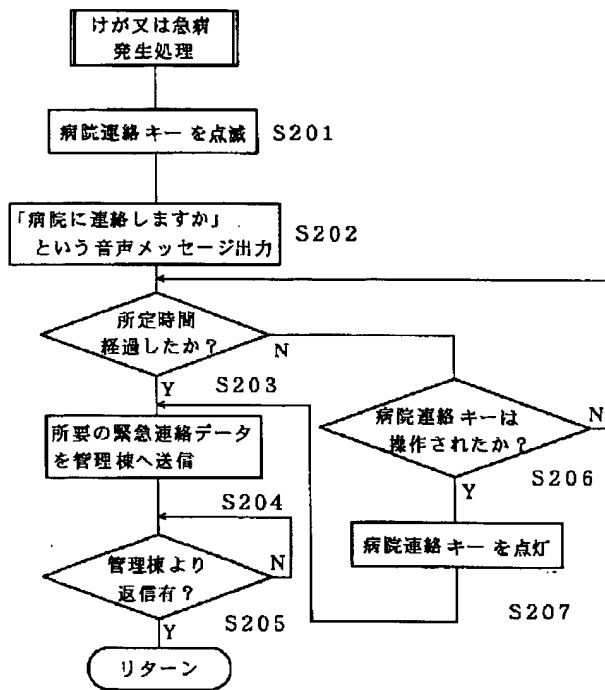 けが又は急病
発生処理
病院連絡キーを点滅
S201
「病院に連絡しますか」
という音声メッセージ出力
S202
所定時間
経過したか?
N
Y
S203
病院連絡キーは
操作されたか?
N
S206
Y
所要の緊急連絡データ
を管理棟へ送信
S204
病院連絡キーを点灯
S207
管理棟より
返信有?
N
S205
Y
リターン